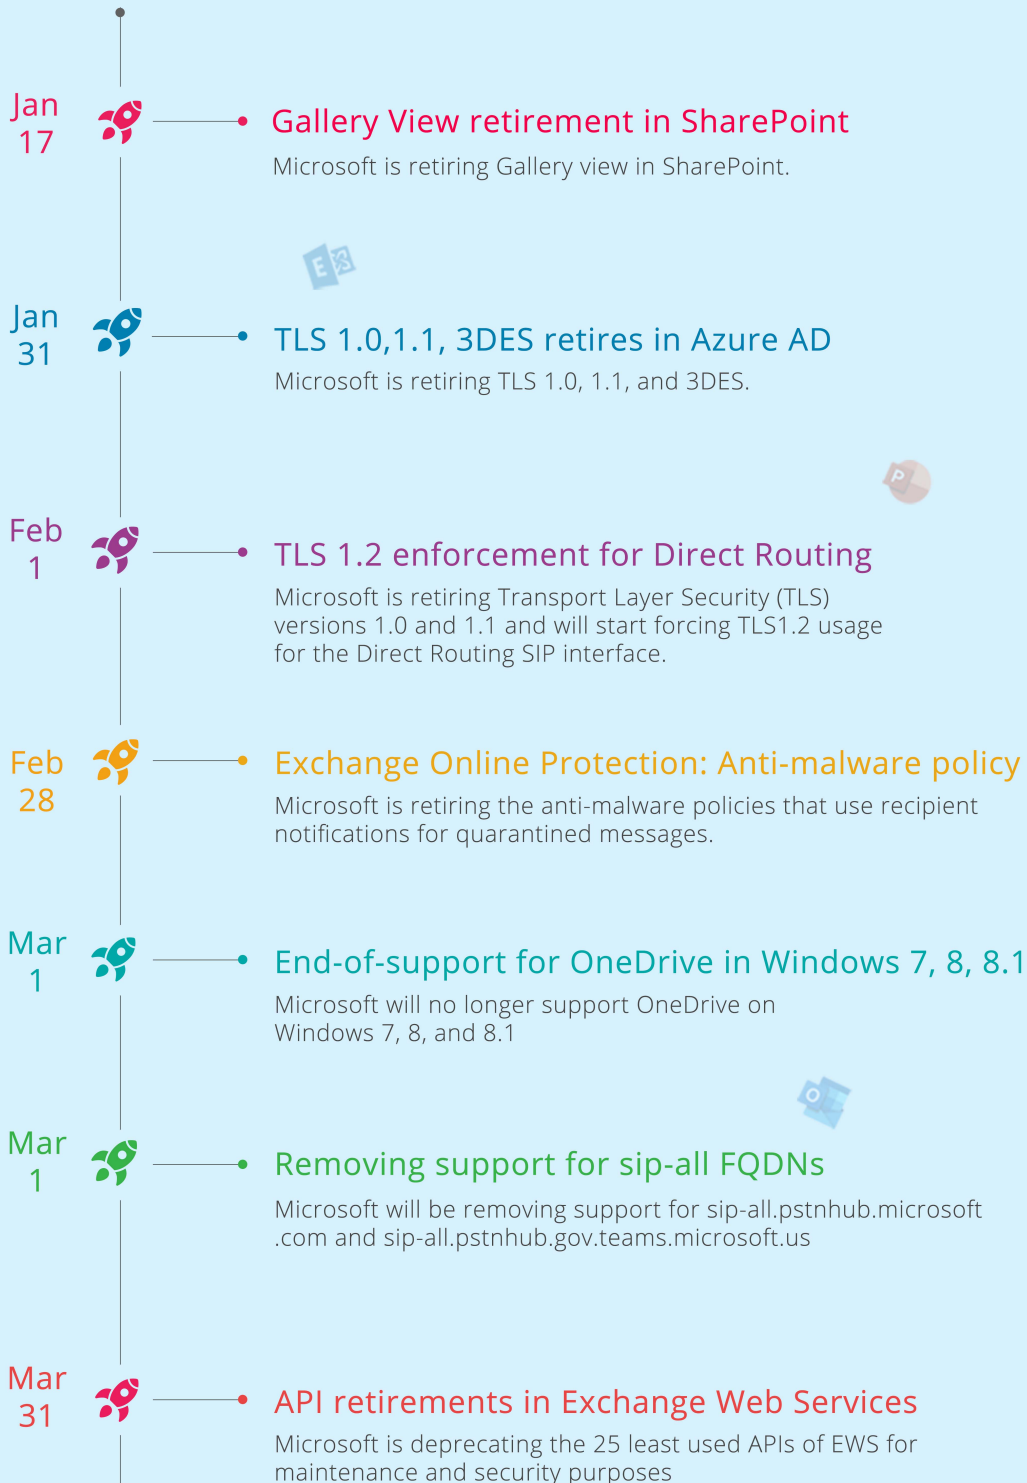 Jan
17
Gallery View retirement in SharePoint
Microsoft is retiring Gallery view in SharePoint.
E
Jan
31
TLS 1.0,1.1, 3DES retires in Azure AD
Microsoft is retiring TLS 1.0, 1.1, and 3DES.
P
Feb
1
TLS 1.2 enforcement for Direct Routing
Microsoft is retiring Transport Layer Security (TLS)
versions 1.0 and 1.1 and will start forcing TLS1.2 usage
for the Direct Routing SIP interface.
Feb
28
Exchange Online Protection: Anti-malware policy
Microsoft is retiring the anti-malware policies that use recipient
notifications for quarantined messages.
Mar
1
End-of-support for OneDrive in Windows 7, 8, 8.1
Microsoft will no longer support OneDrive on
Windows 7, 8, and 8.1
O
Mar
1
Removing support for sip-all FQDNs
Microsoft will be removing support for sip-all.pstnhub.microsoft
.com and sip-all.pstnhub.gov.teams.microsoft.us
Mar
31
API retirements in Exchange Web Services
Microsoft is deprecating the 25 least used APIs of EWS for
maintenance and security purposes